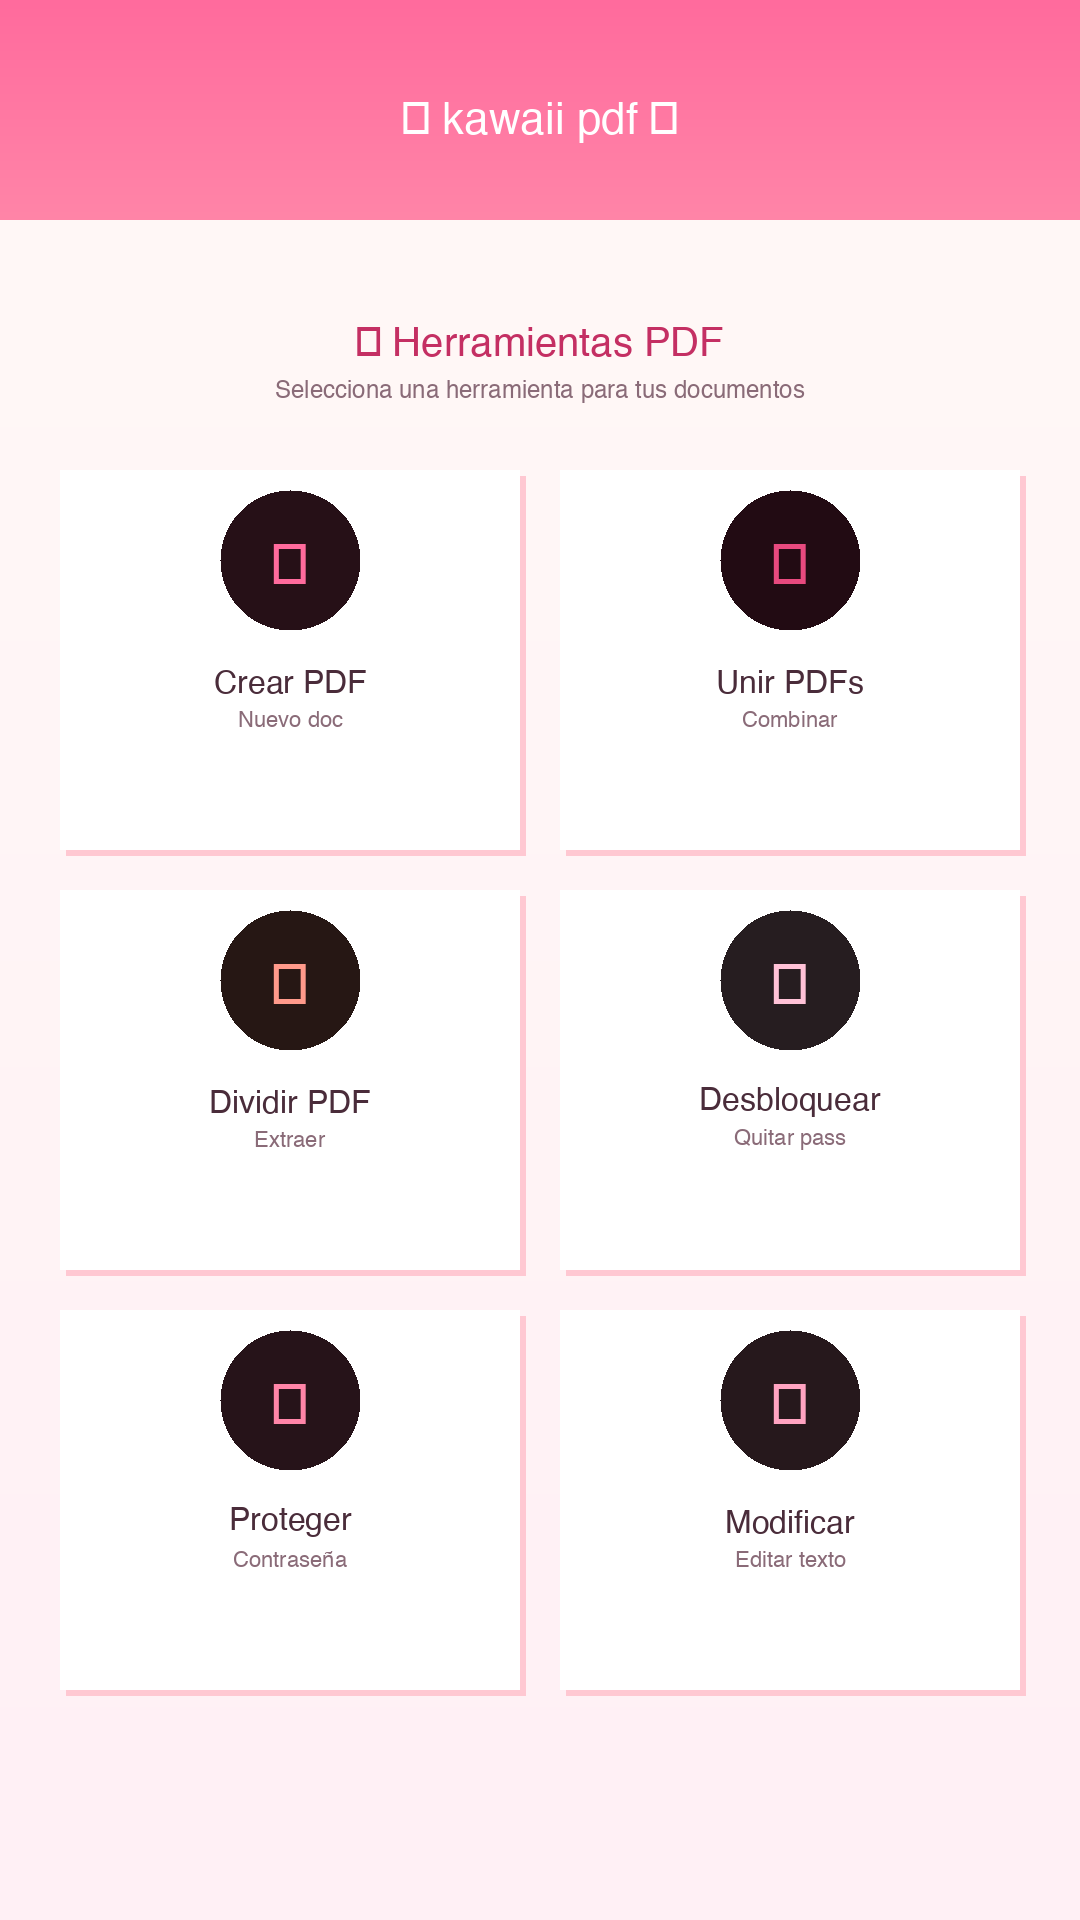 kawaii pdf
Herramientas PDF
Selecciona una herramienta para tus documentos
Crear PDF
Nuevo doc
Unir PDFs
Combinar
Dividir PDF
Extraer
Desbloquear
Quitar pass
Proteger
Contraseña
Modificar
Editar texto